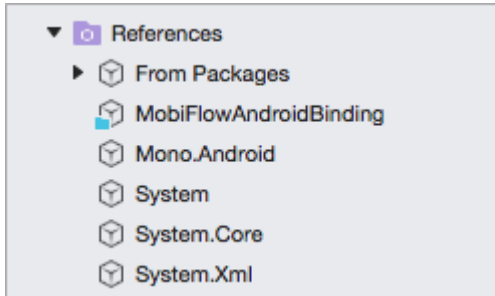 References
From Packages
MobiFlowAndroidBinding
Mono.Android
System
System.Core
System.Xml